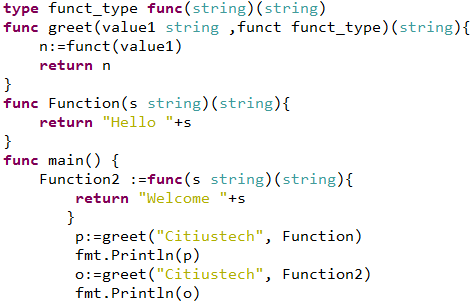 type funct_type func(string)(string)
func greet(value1 string ,funct funct_type)(string){
    n:=funct(value1)
    return n
}
func Function(s string)(string){
    return "Hello "+s
}
func main() {
    Function2 :=func(s string)(string){
        return "Welcome "+s
       }
        p:=greet("Citiustech", Function)
        fmt.Println(p)
        o:=greet("Citiustech", Function2)
        fmt.Println(o)